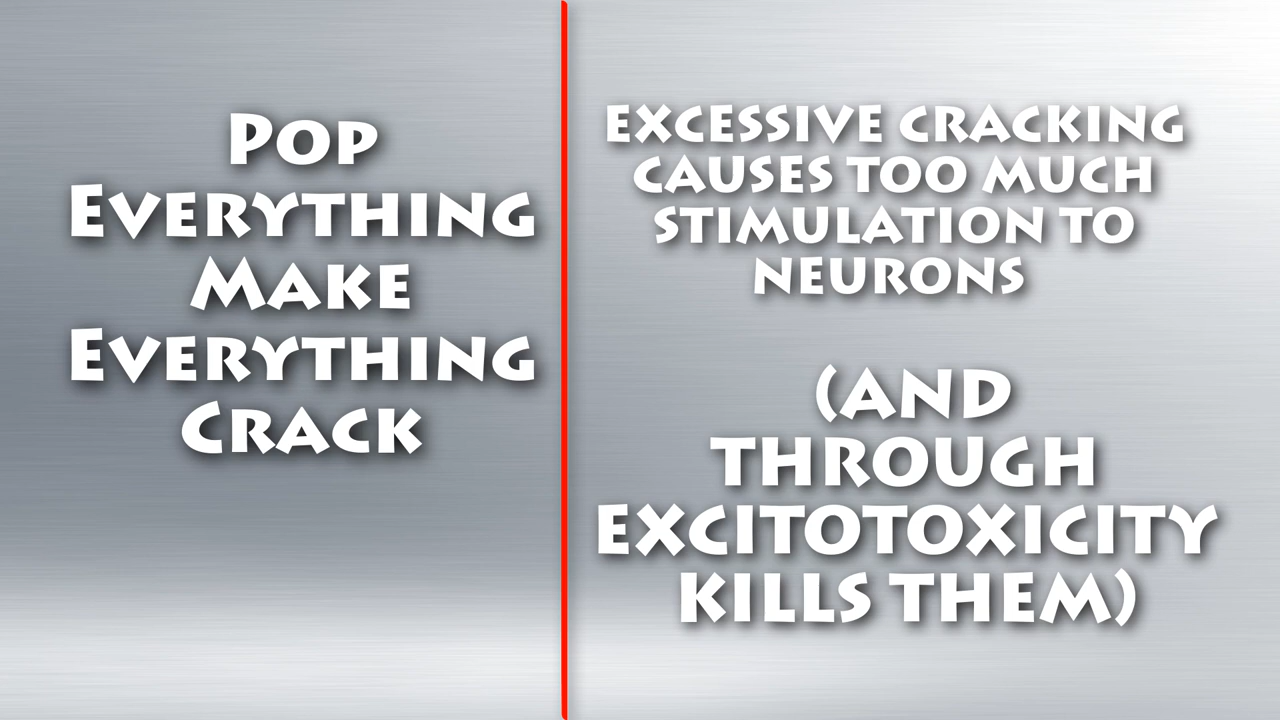 Pop
Everything
Make
Everything
Crack
EXCESSIVE CRACKING
CAUSES TOO MUCH
STIMULATION TO
NEURONS
(AND
THROUGH
EXCITOTOXICITY
KILLS THEM)